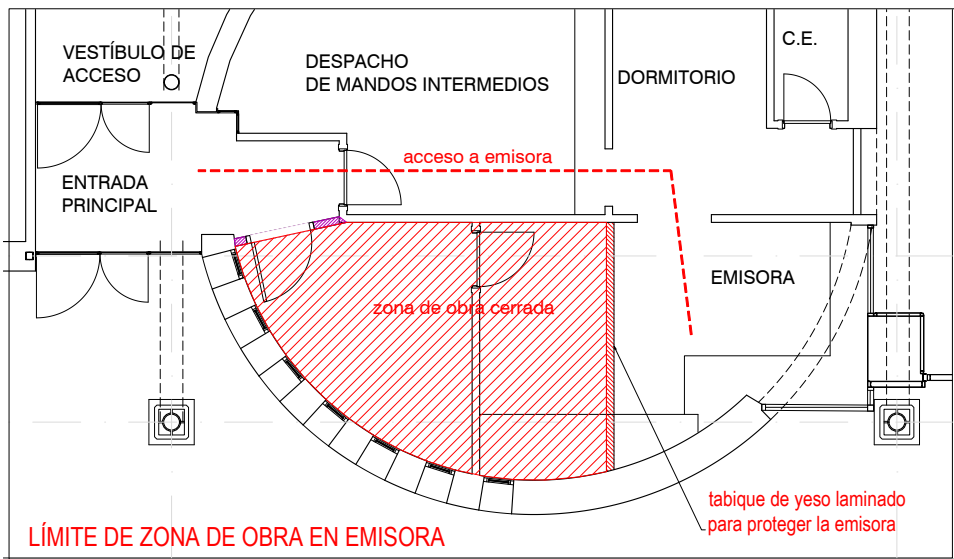 VESTÍBULO DE
ACCESO
DESPACHO
DE MANDOS INTERMEDIOS
DORMITORIO
C.E.
acceso a emisora
ENTRADA
PRINCIPAL
EMISORA
zona de obra cerrada
tabique de yeso laminado
para proteger la emisora
LÍMITE DE ZONA DE OBRA EN EMISORA